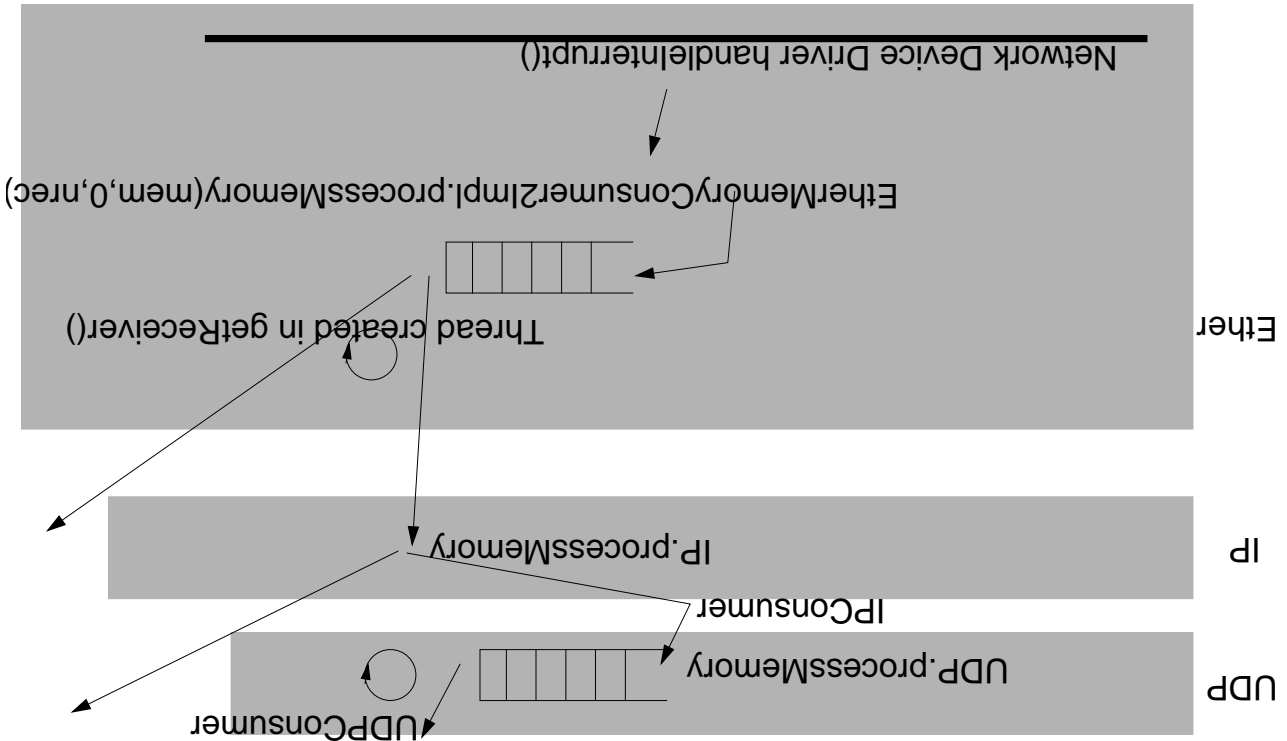 UDPConsumer
UDP
UDP.processMemory
IPConsumer
IP
IP.processMemory
Ether
Thread created in getReceiver()
EtherMemoryConsumer2Impl.processMemory(mem,0,nrec)
Network Device Driver handleInterrupt()